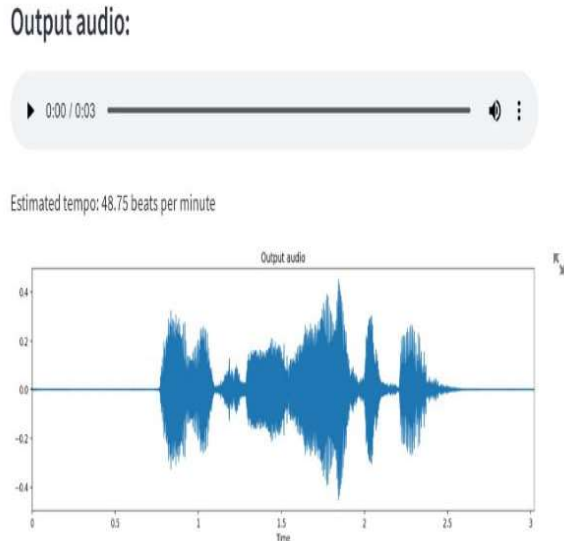 Output audio:
0:00 / 0:03
Estimated tempo: 48.75 beats per minute
Output audio
0.4
0.2
0.0
−0.2
−0.4
0 0.5 1 1.5 2 2.5 3
Time